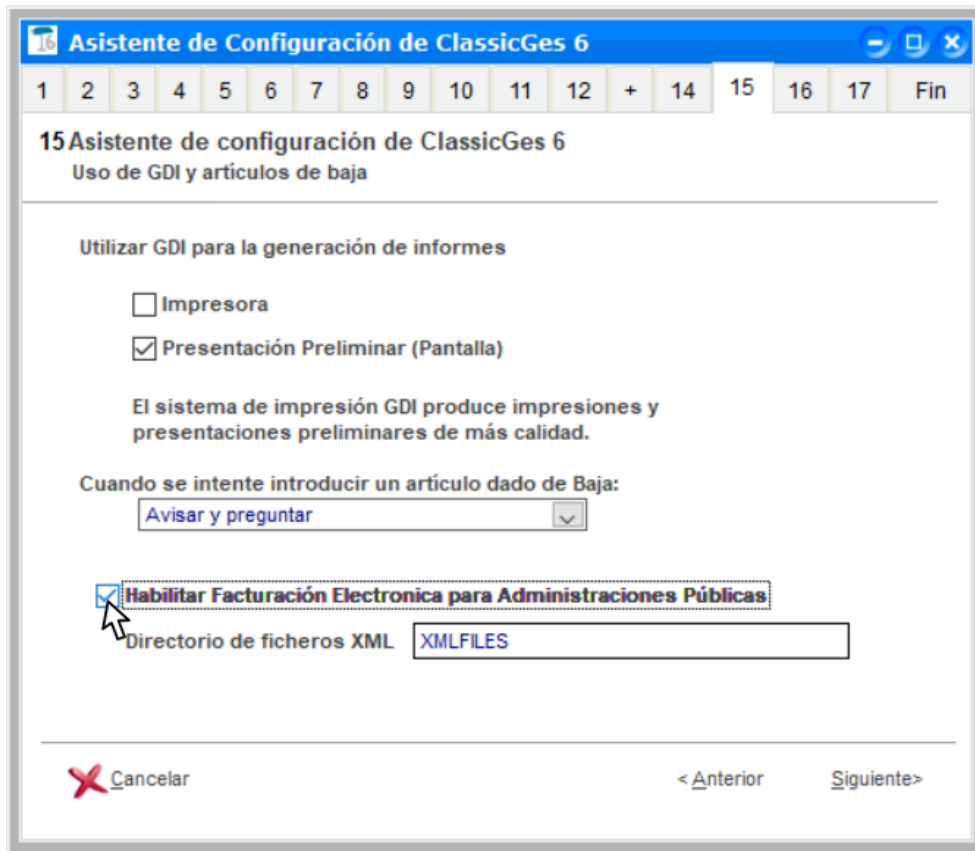 Asistente de Configuración de ClassicGes 6
1 2 3 4 5 6 7 8 9 10 11 12 + 14 15 16 17 Fin
15 Asistente de configuración de ClassicGes 6
Uso de GDI y artículos de baja
Utilizar GDI para la generación de informes
Impresora
Presentación Preliminar (Pantalla)
El sistema de impresión GDI produce impresiones y
presentaciones preliminares de más calidad.
Cuando se intente introducir un artículo dado de Baja:
Avisar y preguntar
Habilitar Facturación Electronica para Administraciones Públicas
Directorio de ficheros XML XMLFILES
Cancelar < Anterior Siguiente>